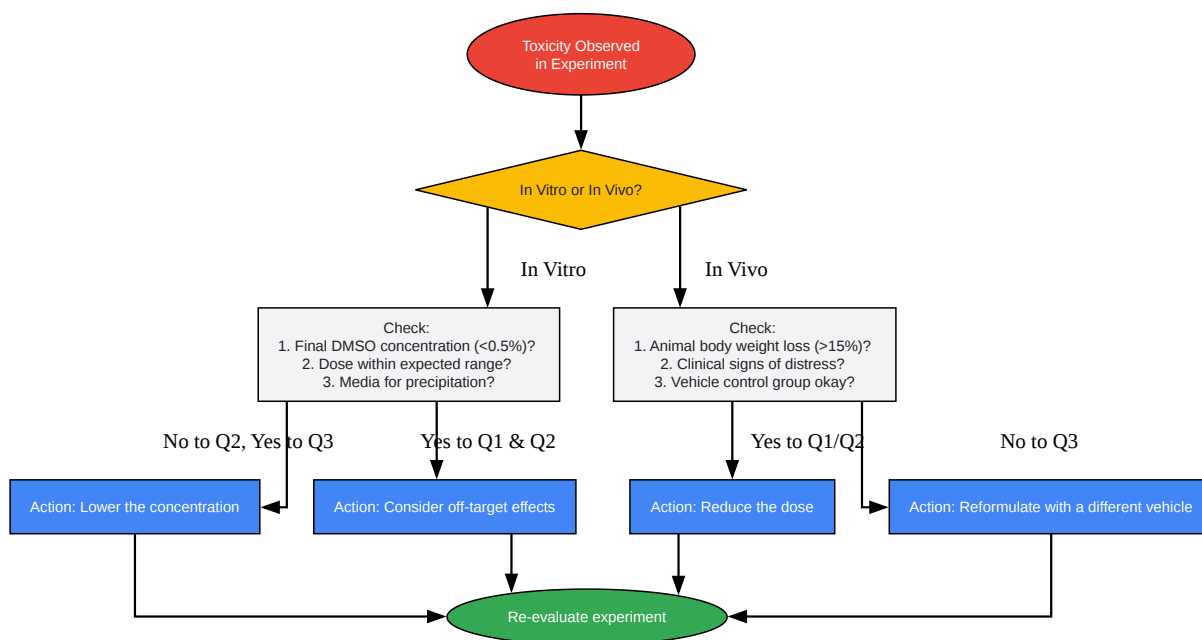 Toxicity Observed
in Experiment
In Vitro or In Vivo?
In Vitro
In Vivo
Check:
1. Final DMSO concentration (<0.5%)?
2. Dose within expected range?
3. Media for precipitation?
Check:
1. Animal body weight loss (>15%)?
2. Clinical signs of distress?
3. Vehicle control group okay?
No to Q2, Yes to Q3
Yes to Q1 & Q2
Yes to Q1/Q2
No to Q3
Action: Lower the concentration
Action: Consider off-target effects
Action: Reduce the dose
Action: Reformulate with a different vehicle
Re-evaluate experiment